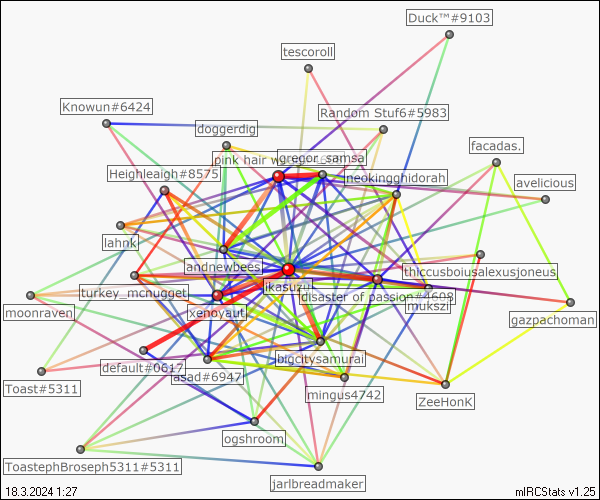 Duck™#9103
tescoroll
Knowun#6424
Random Stuf6#5983
doggerdig
facadas.
pink hair w
gregor_samsa
Heighleaigh#8575
neokingghidorah
avelicious
lahrk
andnewbees
thiccusboiusalexusjoneus
ikasuzu
turkey_mcnugget
disaster of passion#4698
mukszi
moonraven
xenoyaut
gazpachoman
bigcitysamurai
default#0617
asad#6947
Toast#5311
mingus4742
ZeeHonK
ogshroom
ToastephBroseph5311#5311
jarlbreadmaker
18.3.2024 1:27
mIRCStats v1.25